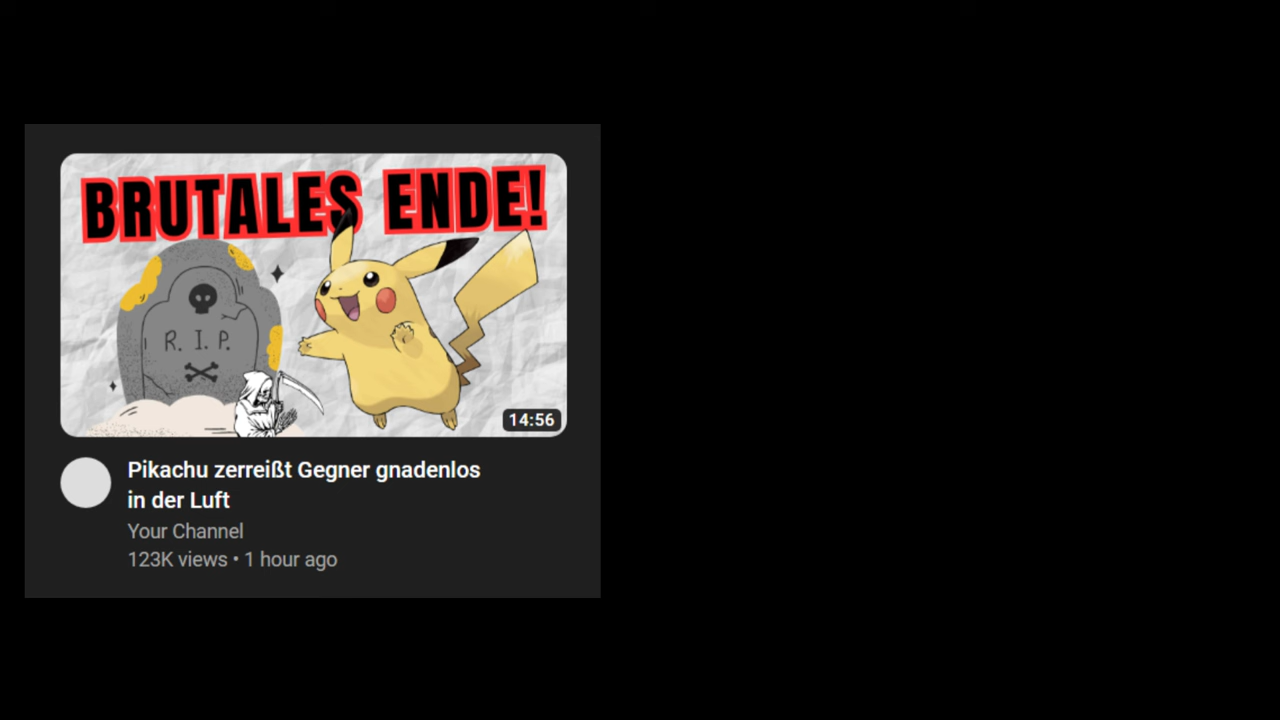 BRUTALES ENDE!
R. I. P.
14:56
Pikachu zerreißt Gegner gnadenlos
in der Luft
Your Channel
123K views • 1 hour ago